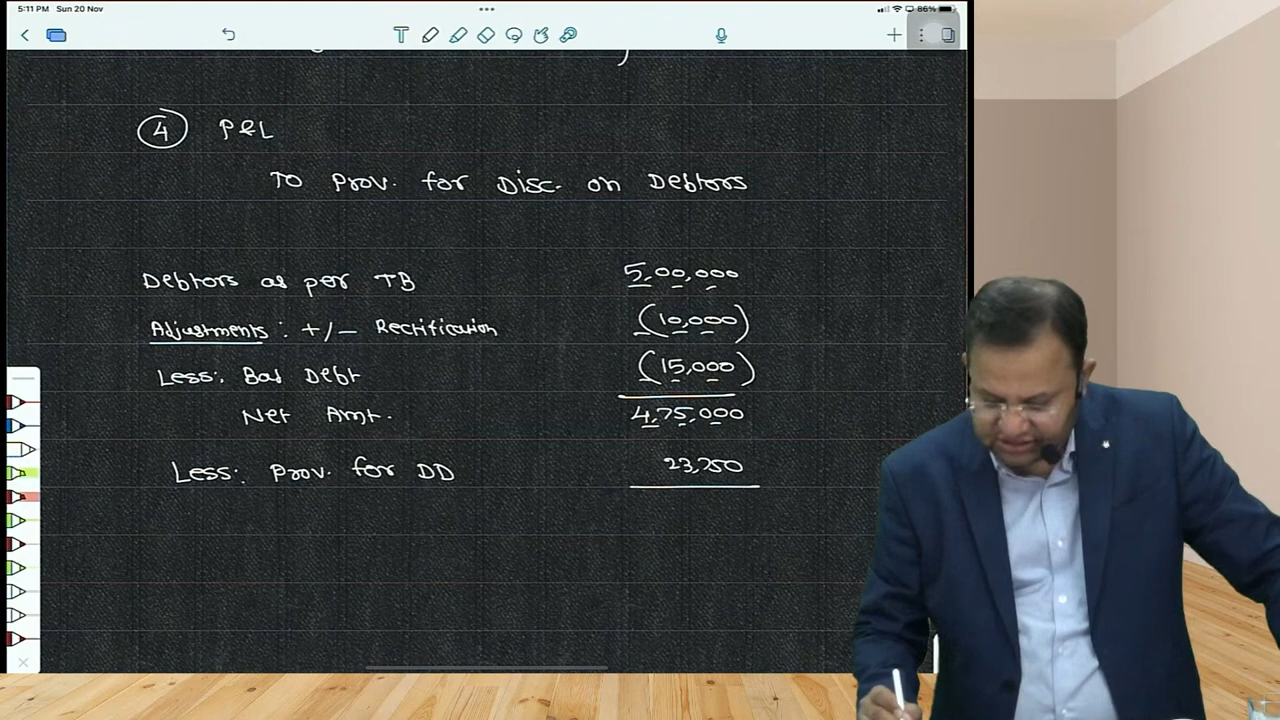 5:11 PM Sun 20 Nov
86%
4 P&L
To Prov. for Disc. on Debtors
Debtors as per TB 5,00,000
Adjustments: +/- Rectification (10,000)
Less: Bad Debt (15,000)
Net Amt. 4,75,000
Less: Prov. for DD 23,750